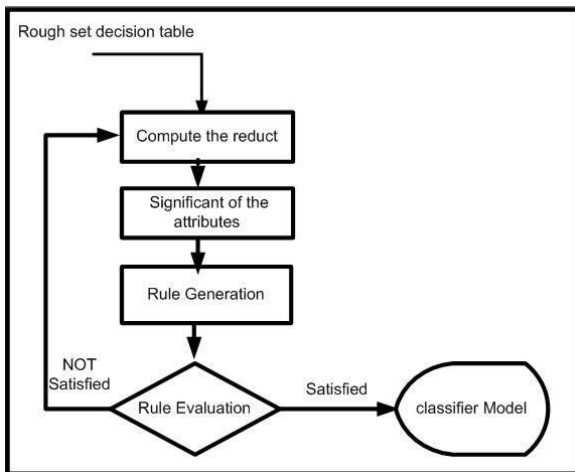 Rough set decision table
Compute the reduct
Significant of the
attributes
Rule Generation
NOT
Satisfied
Rule Evaluation
Satisfied
classifier Model